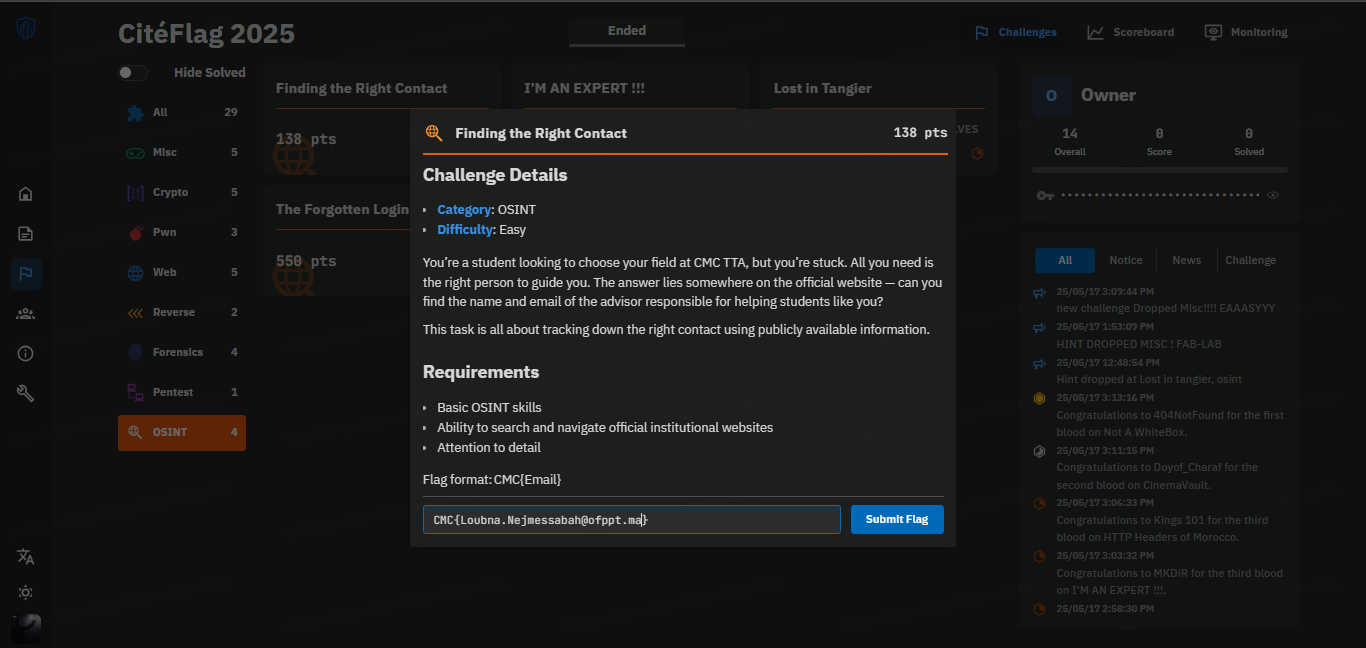 CitéFlag 2025
Ended
Challenges
Scoreboard
Monitoring
Hide Solved
All 29
Misc 5
Crypto 5
Pwn 3
Web 5
Reverse 2
Forensics 4
Pentest 1
OSINT 4
Finding the Right Contact
138 pts
I'M AN EXPERT !!!
Lost in Tangier
The Forgotten Login
550 pts
Finding the Right Contact 138 pts
Challenge Details
• Category: OSINT
• Difficulty: Easy
You're a student looking to choose your field at CMC TTA, but you're stuck. All you need is
the right person to guide you. The answer lies somewhere on the official website — can you
find the name and email of the advisor responsible for helping students like you?
This task is all about tracking down the right contact using publicly available information.
Requirements
• Basic OSINT skills
• Ability to search and navigate official institutional websites
• Attention to detail
Flag format: CMC{Email}
CMC{Loubna.Nejmessabah@ofppt.ma}
Submit Flag
O Owner
14 0 0
Overall Score Solved
All Notice News Challenge
25/05/17 3:09:44 PM
new challenge Dropped Misc!!!! EAAASYYY
25/05/17 1:53:09 PM
HINT DROPPED MISC ! FAB-LAB
25/05/17 12:48:54 PM
Hint dropped at Lost in tangier, osint
25/05/17 3:13:16 PM
Congratulations to 404NotFound for the first
blood on Not A WhiteBox.
25/05/17 3:11:15 PM
Congratulations to Doyof_Charaf for the
second blood on CinemaVault.
25/05/17 3:06:33 PM
Congratulations to Kings 101 for the third
blood on HTTP Headers of Morocco.
25/05/17 3:03:32 PM
Congratulations to MKDIR for the third blood
on I'M AN EXPERT !!!.
25/05/17 2:58:30 PM